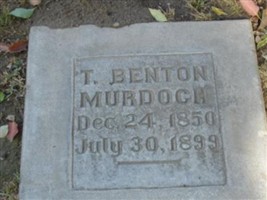 T. BENTON
MURDOCH
Dec. 24, 1850
July 30, 1899